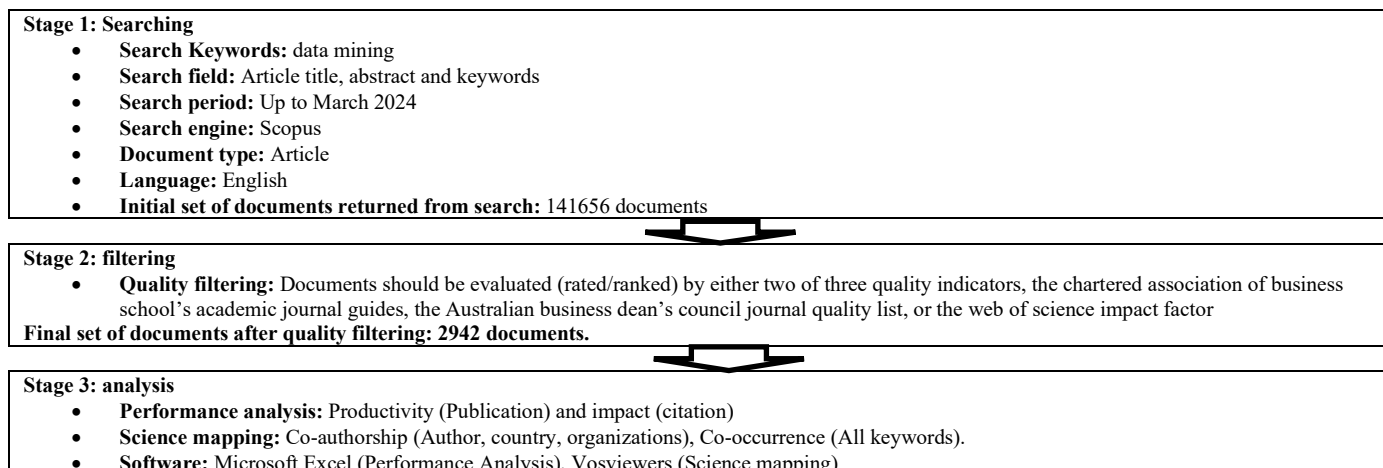 Stage 1: Searching
• Search Keywords: data mining
• Search field: Article title, abstract and keywords
• Search period: Up to March 2024
• Search engine: Scopus
• Document type: Article
• Language: English
• Initial set of documents returned from search: 141656 documents
Stage 2: filtering
• Quality filtering: Documents should be evaluated (rated/ranked) by either two of three quality indicators, the chartered association of business
school’s academic journal guides, the Australian business dean’s council journal quality list, or the web of science impact factor
Final set of documents after quality filtering: 2942 documents.
Stage 3: analysis
• Performance analysis: Productivity (Publication) and impact (citation)
• Science mapping: Co-authorship (Author, country, organizations), Co-occurrence (All keywords).
• Software: Microsoft Excel (Performance Analysis), Vosviewers (Science mapping)